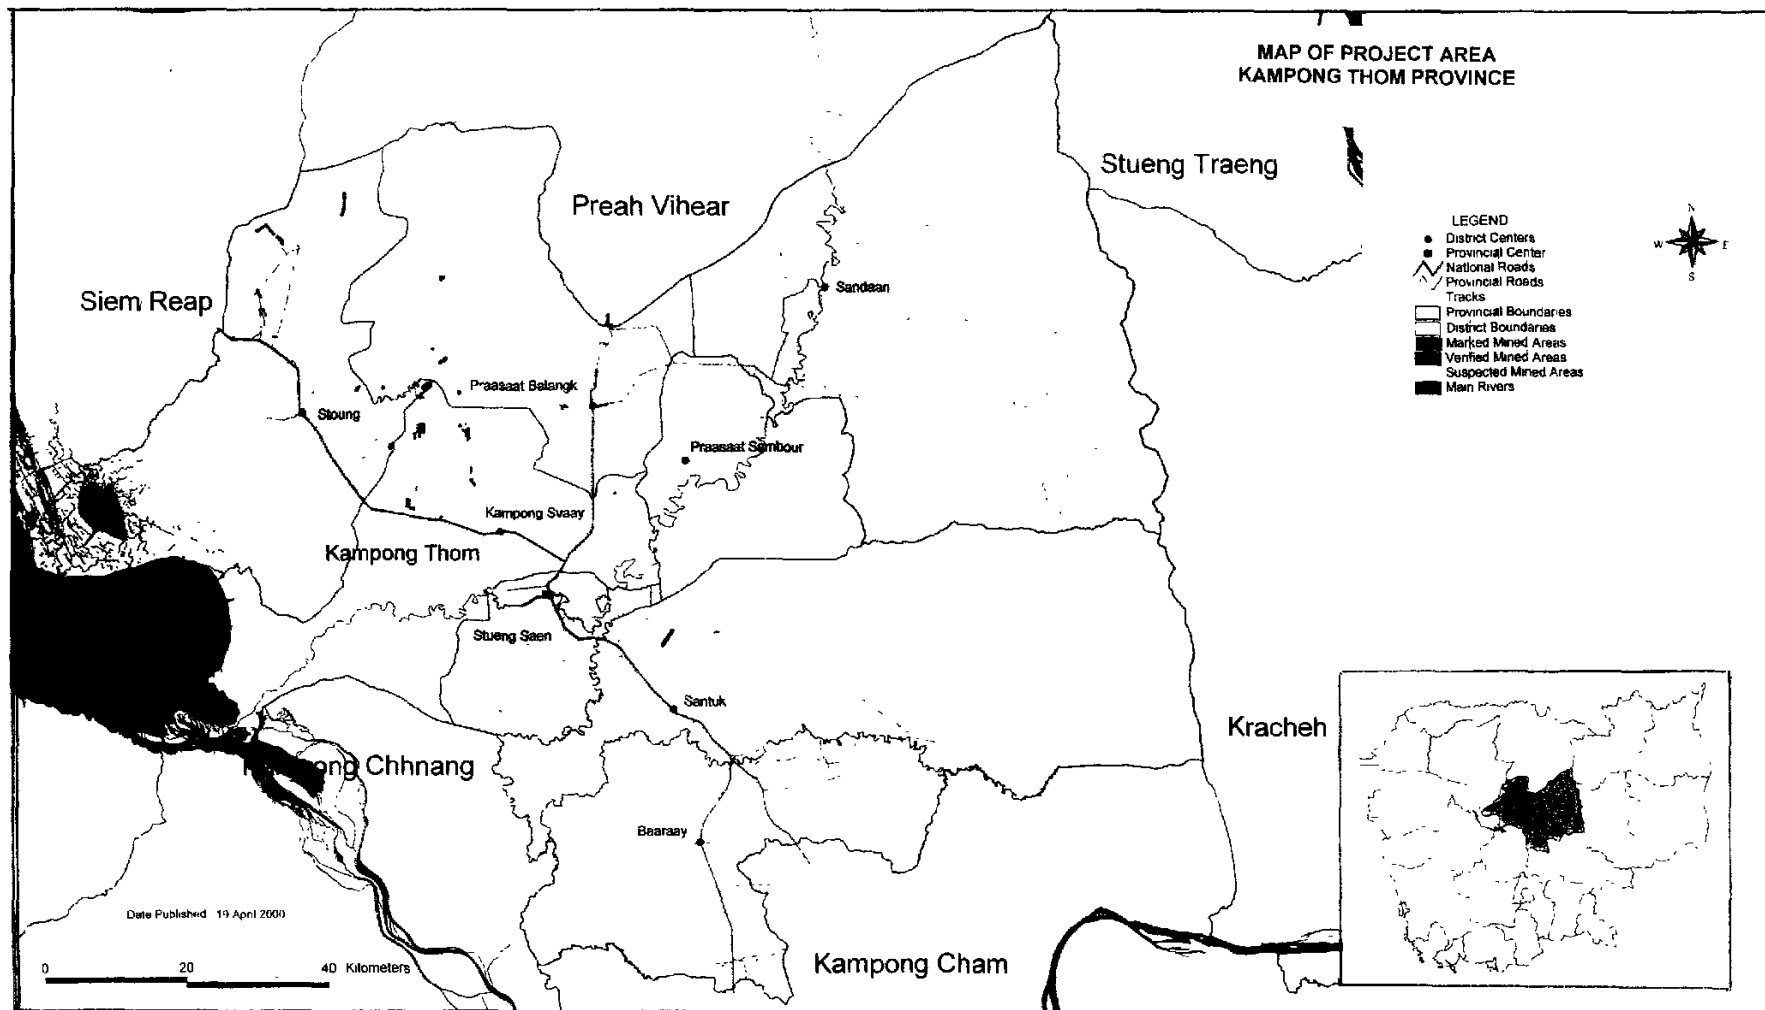 MAP OF PROJECT AREA
KAMPONG THOM PROVINCE
Stueng Traeng
Preah Vihear
LEGEND
District Centers
Provincial Center
National Roads
Provincial Roads
Tracks
Provincial Boundaries
District Boundaries
Marked Mined Areas
Verified Mined Areas
Suspected Mined Areas
Main Rivers
N
W
E
S
Siem Reap
Sandaan
Praasaat Balangk
Stoung
Praasaat Sambour
Kampong Svaay
Kampong Thom
Stueng Saen
Santuk
Kracheh
ong Chhnang
Baaraay
Date Published 19 April 2000
Kampong Cham
0 20 40 Kilometers